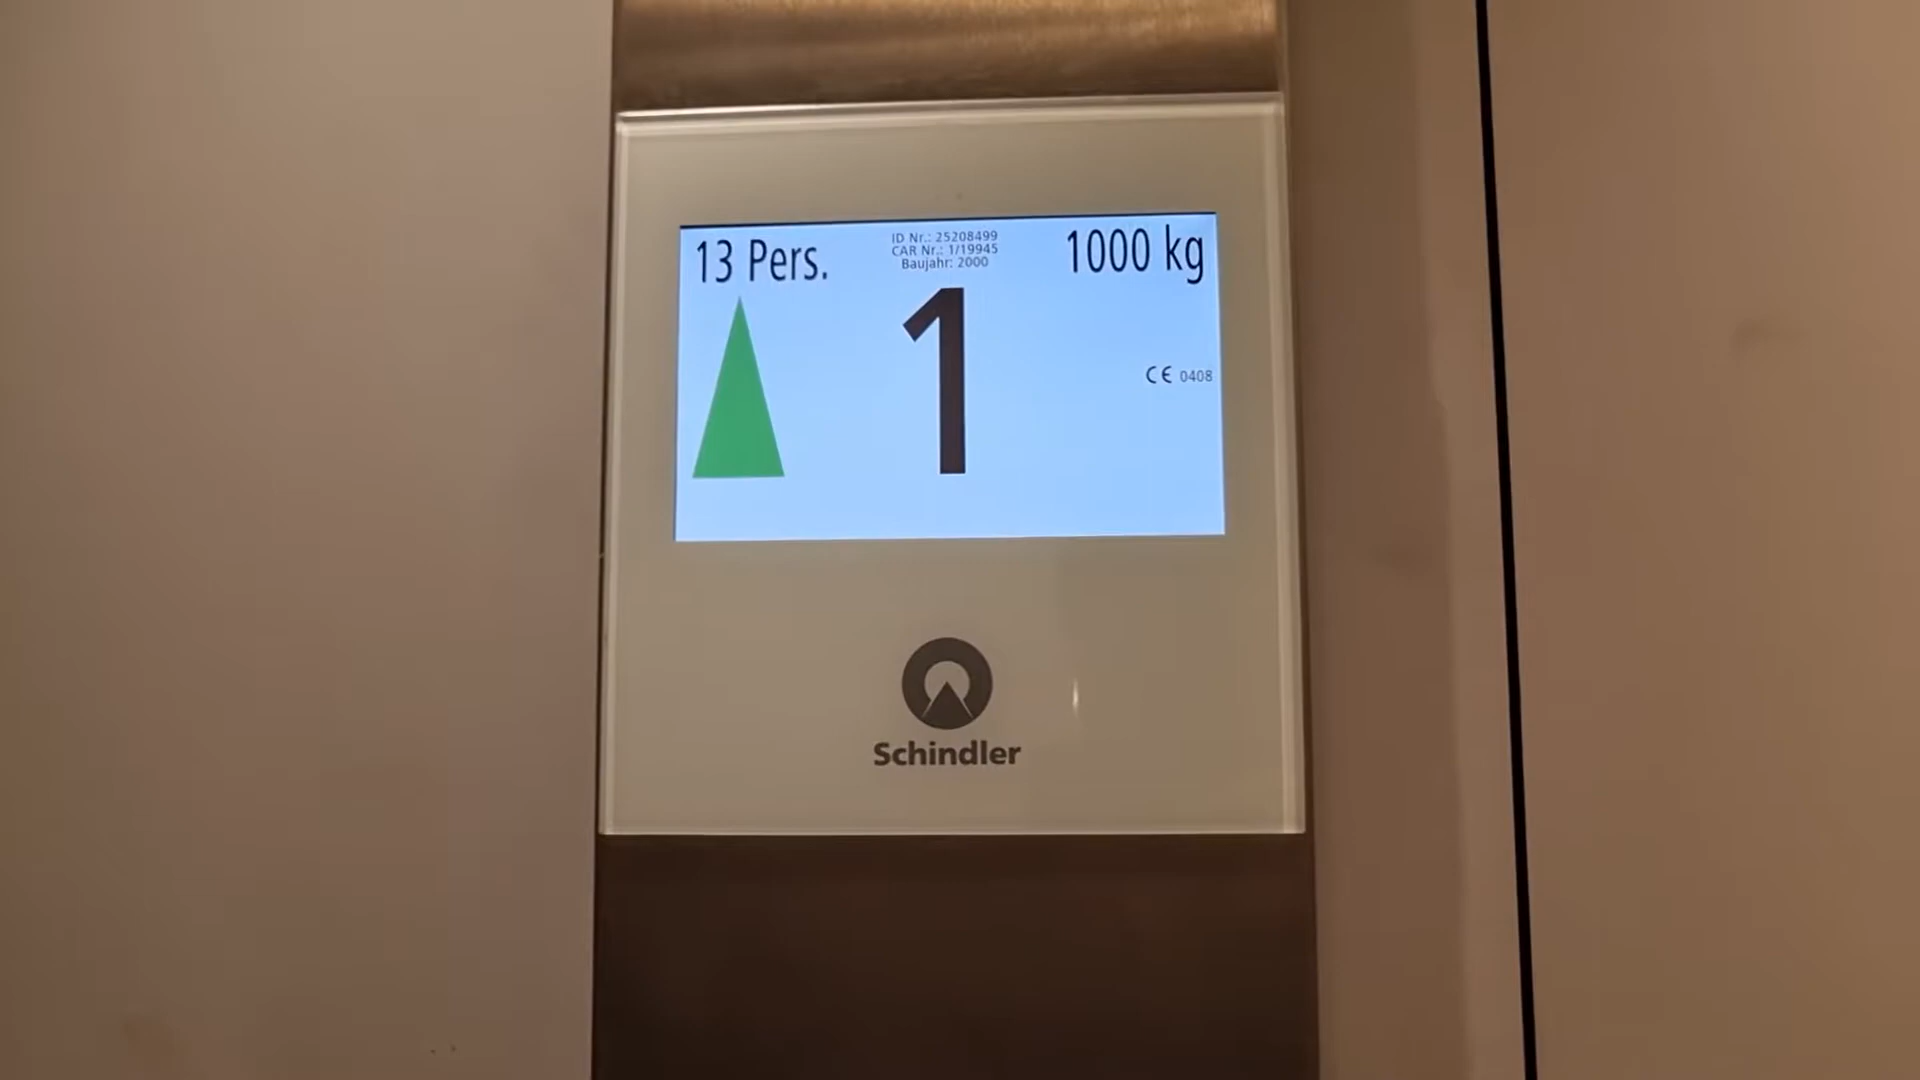 13 Pers.
ID Nr.: 25208499
CAR Nr.: 1/19945
Baujahr: 2000
1000 kg
1
CE 0408
Schindler